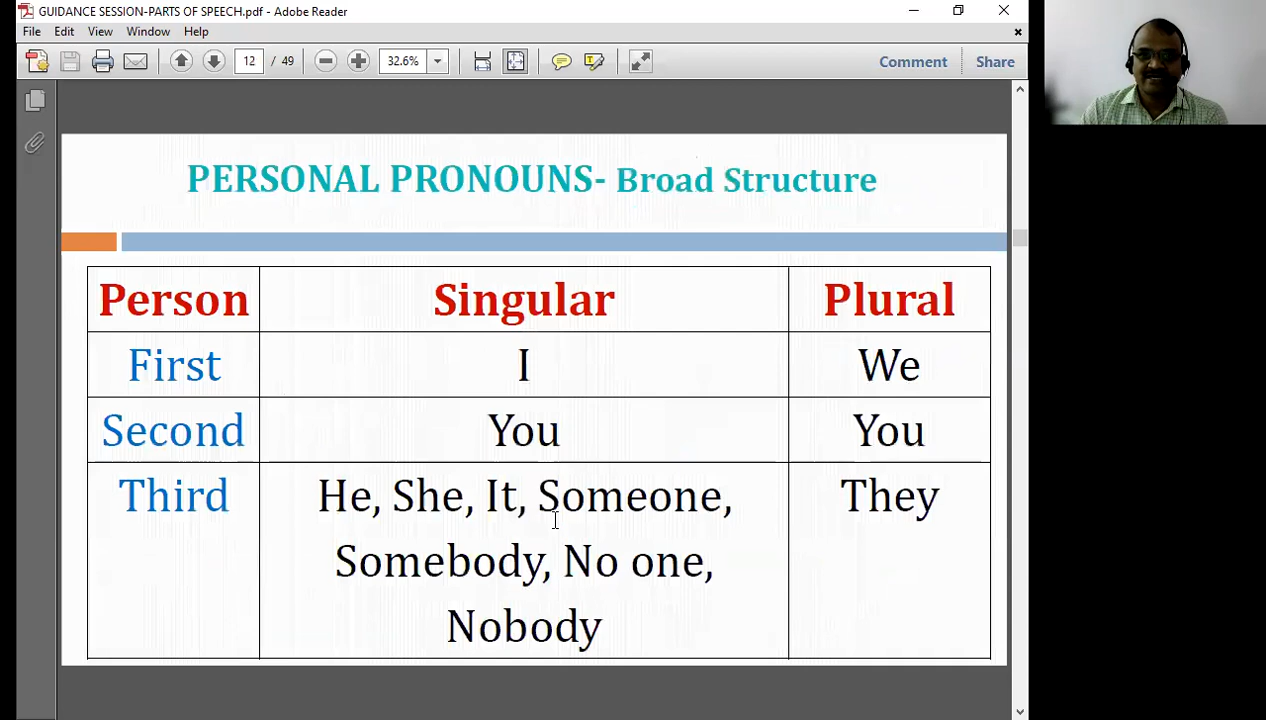 GUIDANCE SESSION-PARTS OF SPEECH.pdf - Adobe Reader
File Edit View Window Help
12 / 49 32.6% Comment Share
PERSONAL PRONOUNS- Broad Structure
Person Singular Plural
First I We
Second You You
Third He, She, It, Someone, They
Somebody, No one,
Nobody